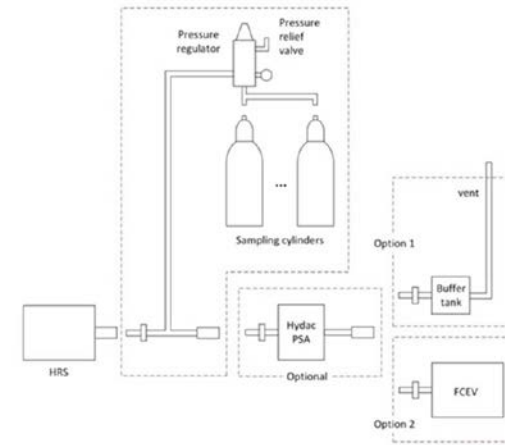 Pressure
regulator
Pressure
relief
valve
...
Sampling cylinders
vent
Option 1
Buffer
tank
HRS
Hydac
PSA
Optional
FCEV
Option 2